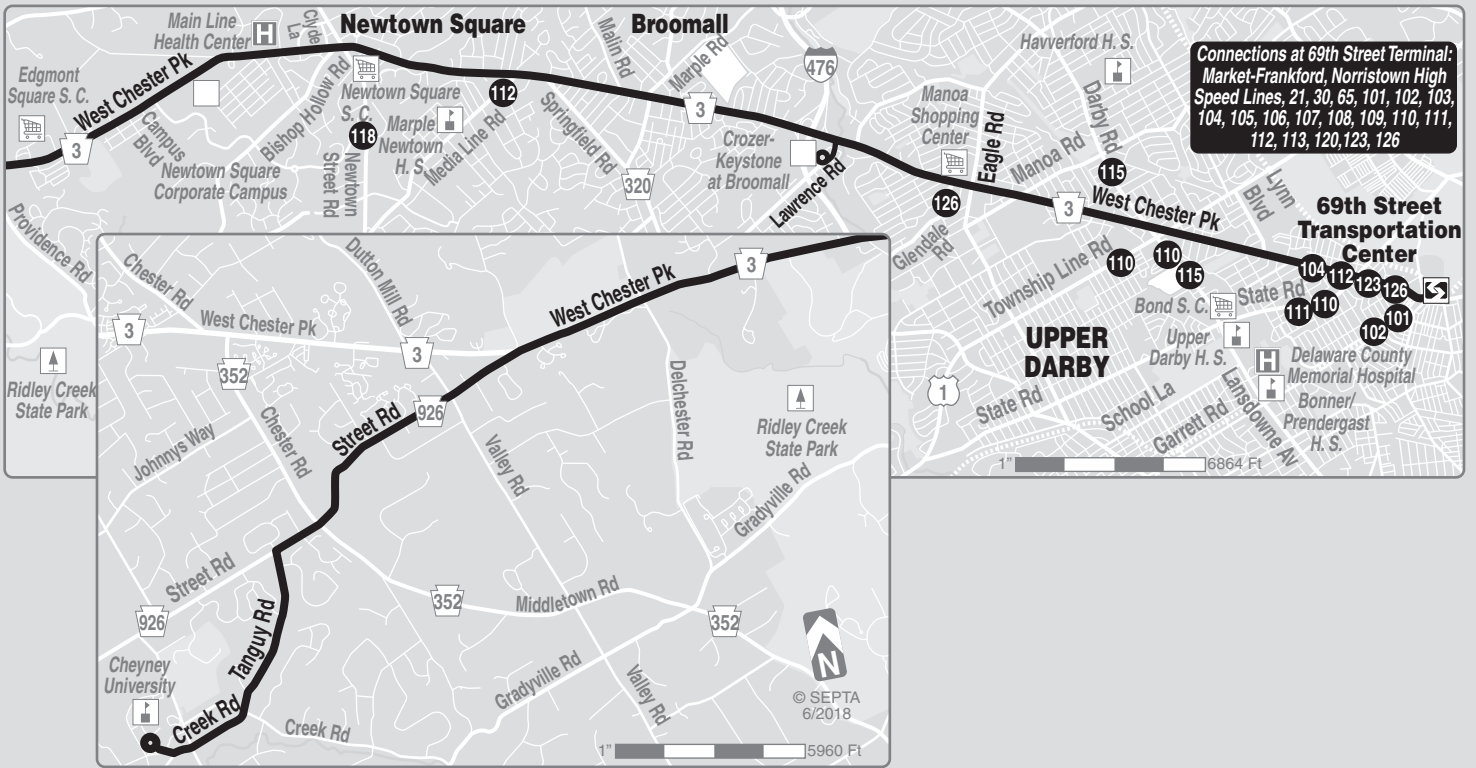 Main Line
Health Center
H
Clyde
La
Newtown Square
Broomall
Malin Rd
Marple Rd
476
Havverford H. S.
Connections at 69th Street Terminal:
Market-Frankford, Norristown High
Speed Lines, 21, 30, 65, 101, 102, 103,
104, 105, 106, 107, 108, 109, 110, 111,
112, 113, 120,123, 126
Edgmont
Square S. C.
West Chester Pk
3
Campus
Blvd
Newtown Square
Corporate Campus
Bishop Hollow Rd
Newtown Square
S. C.
118
Newtown
Street Rd
Marple
Newtown
H. S.
112
Media Line Rd
Springfield Rd
320
3
Crozer-
Keystone
at Broomall
Lawrence Rd
Manoa
Shopping
Center
Eagle Rd
126
Glendale
Rd
Manoa Rd
Darby Rd
115
3
West Chester Pk
Lynn
Blvd
69th Street
Transportation
Center
104
112
123
126
111
110
101
102
Township Line Rd
110
110
115
Bond S. C.
State Rd
UPPER
DARBY
Upper
Darby H. S.
H
Delaware County
Memorial Hospital
Bonner/
Prendergast
H. S.
1
State Rd
School La
Garrett Rd
Lansdowne Av
1"
6864 Ft
Providence Rd
Ridley Creek
State Park
Chester Rd
3
West Chester Pk
Dutton Mill Rd
3
West Chester Pk
3
352
Johnnys Way
Chester Rd
Street Rd
926
Valley Rd
Delchester Rd
Ridley Creek
State Park
Gradyville Rd
Street Rd
926
352
Middletown Rd
352
Tanguy Rd
Cheyney
University
Creek Rd
Creek Rd
Gradyville Rd
Valley Rd
N
© SEPTA
6/2018
1"
5960 Ft